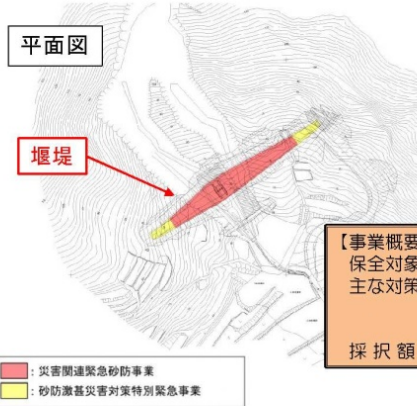 平面図
堰堤
【事業概要
保全対象
主な対策
採択額
：災害関連緊急砂防事業
：砂防激甚災害対策特別緊急事業